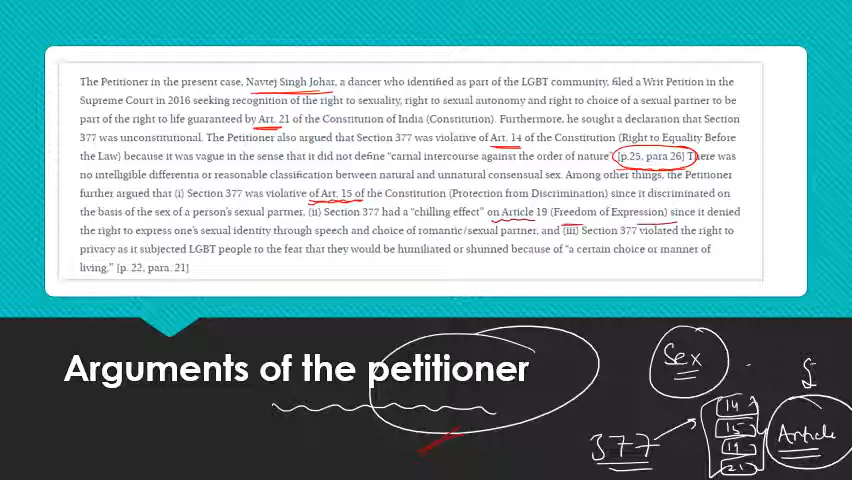 The Petitioner in the present case, Navtej Singh Johar, a dancer who identified as part of the LGBT community, filed a Writ Petition in the
Supreme Court in 2016 seeking recognition of the right to sexuality, right to sexual autonomy and right to choice of a sexual partner to be
part of the right to life guaranteed by Art. 21 of the Constitution of India (Constitution). Furthermore, he sought a declaration that Section
377 was unconstitutional. The Petitioner also argued that Section 377 was violative of Art. 14 of the Constitution (Right to Equality Before
the Law) because it was vague in the sense that it did not define “carnal intercourse against the order of nature” [p.25, para 26] There was
no intelligible differentia or reasonable classification between natural and unnatural consensual sex. Among other things, the Petitioner
further argued that (i) Section 377 was violative of Art. 15 of the Constitution (Protection from Discrimination) since it discriminated
on the basis of the sex of a person’s sexual partner, (ii) Section 377 had a “chilling effect” on Article 19 (Freedom of Expression) since it denied
the right to express one’s sexual identity through speech and choice of romantic/sexual partner, and (iii) Section 377 violated the right to
privacy as it subjected LGBT people to the fear that they would be humiliated or shunned because of “a certain choice or manner of
living.” [p. 22, para. 21]
Arguments of the petitioner
Sex
377
14
15
19
21
Article